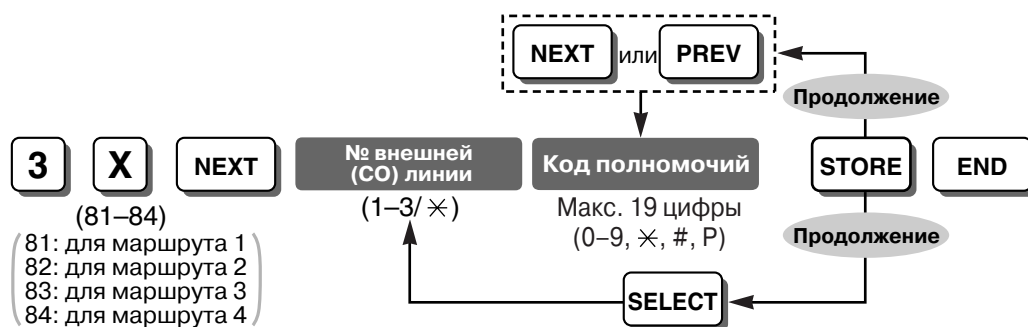 NEXT или PREV
Продолжение
3 X NEXT № внешней (CO) линии Код полномочий STORE END
(81–84) (1–3/ ✳) Макс. 19 цифры
(0–9, ✳, #, P)
Продолжение
81: для маршрута 1
82: для маршрута 2
83: для маршрута 3
84: для маршрута 4
SELECT